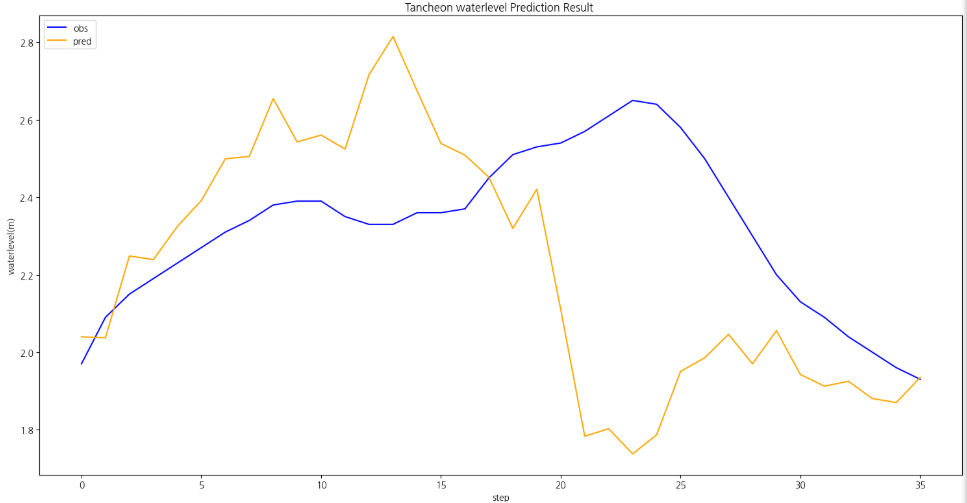 Tancheon waterlevel Prediction Result
obs
pred
waterlevel(m)
2.8
2.6
2.4
2.2
2.0
1.8
0 5 10 15 20 25 30 35
step